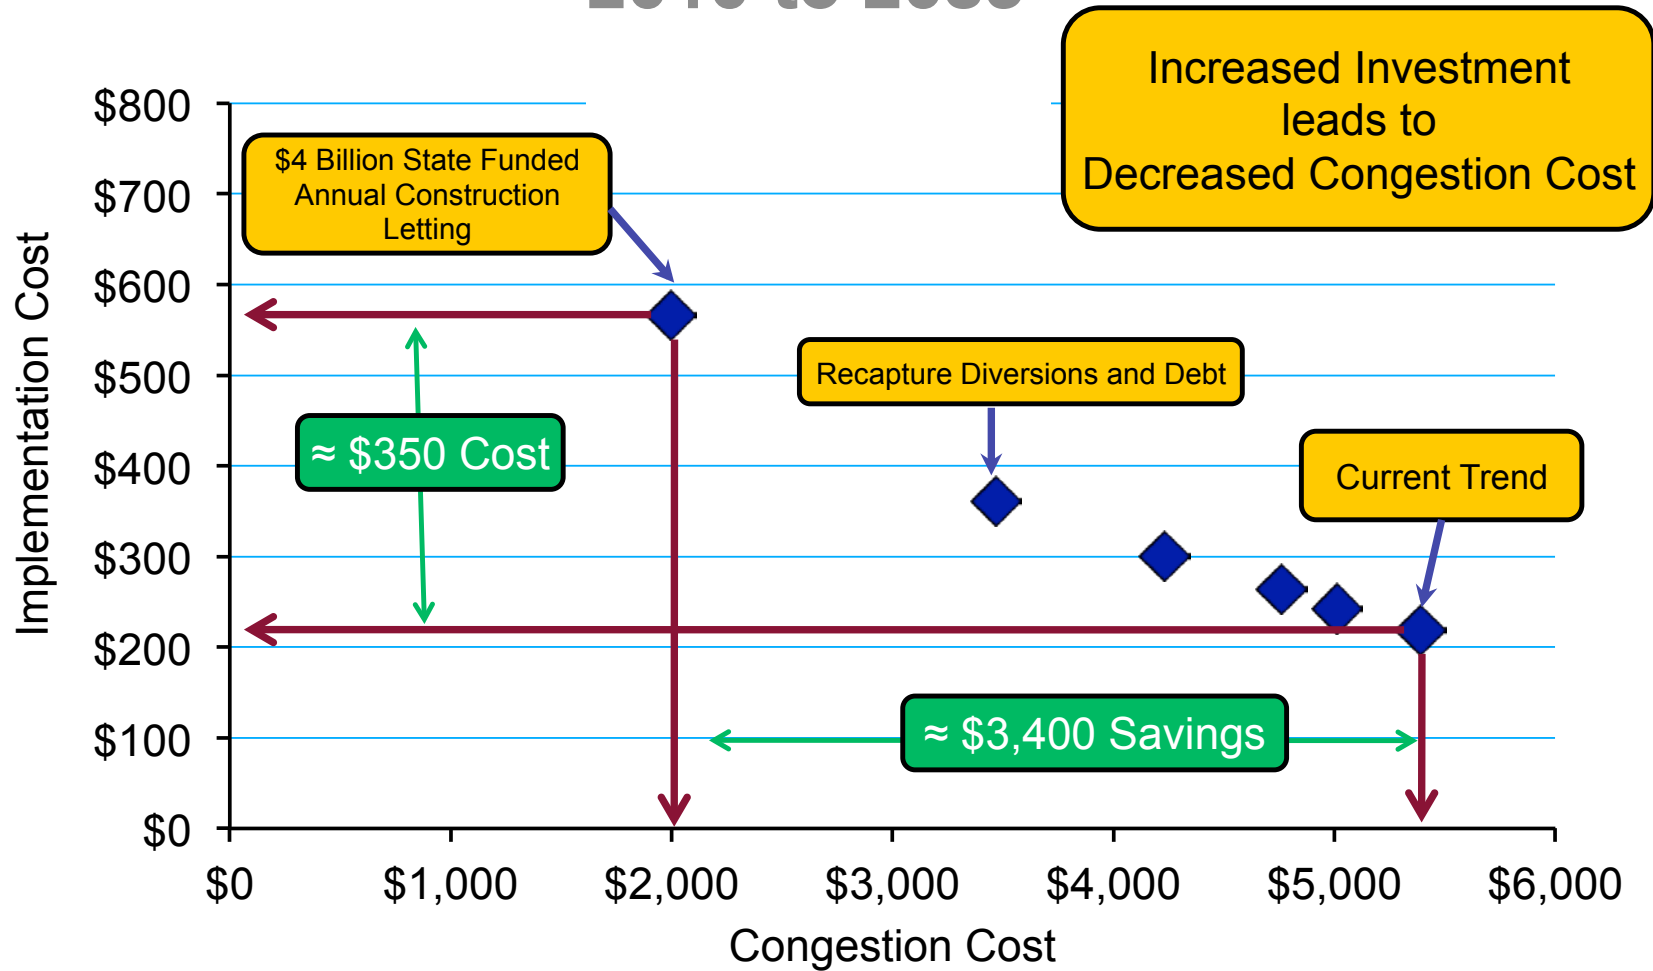 Increased Investment
leads to
Decreased Congestion Cost
$800
$4 Billion State Funded
Annual Construction
Letting
$700
$600
$500
Recapture Diversions and Debt
$400
≈ $350 Cost
Current Trend
$300
$200
$100
≈ $3,400 Savings
$0
Implementation Cost
$0
$1,000
$2,000
$3,000
$4,000
$5,000
$6,000
Congestion Cost